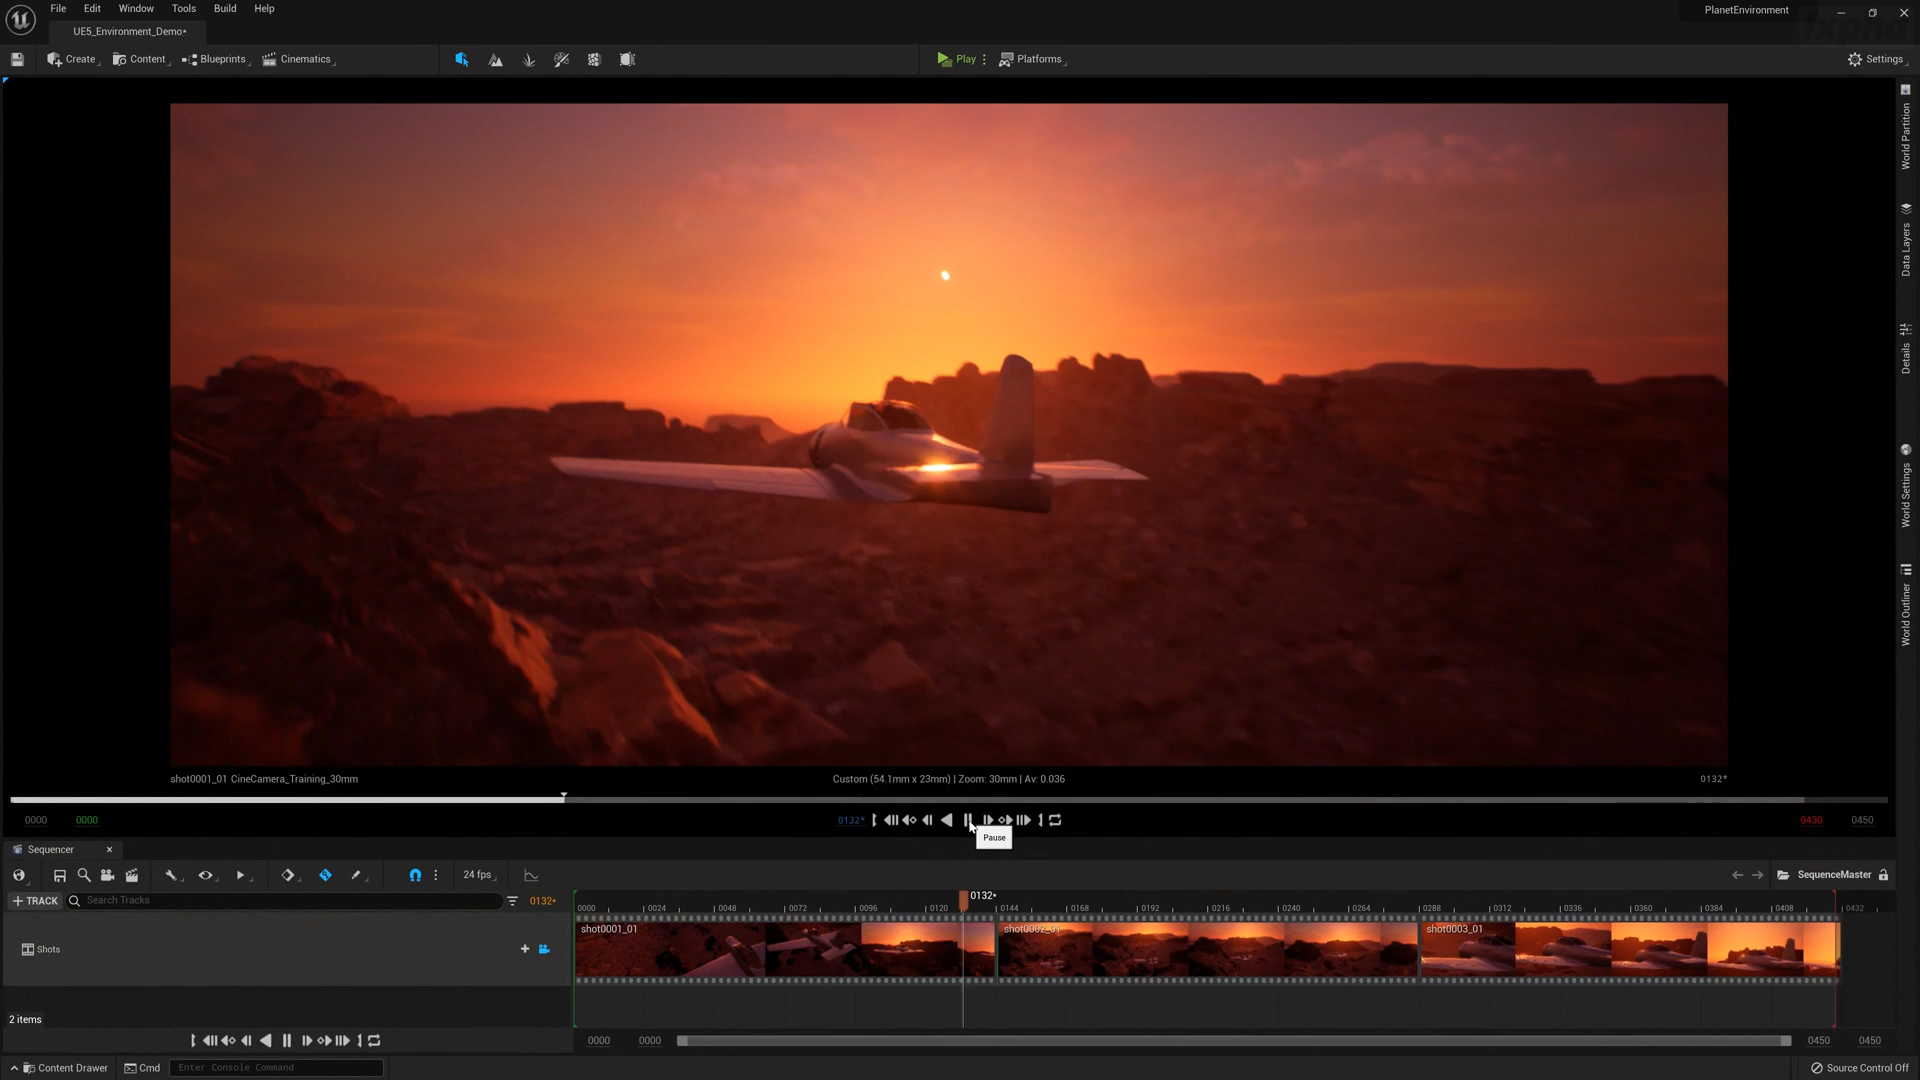 File Edit Window Tools Build Help
PlanetEnvironment
UE5_Environment_Demo*
Create Content Blueprints Cinematics Play Platforms Settings
World Partition
Data Layers
Details
World Settings
World Outliner
shot0001_01 CineCamera_Training_30mm Custom (54.1mm x 23mm) | Zoom: 30mm | Av: 0.036 0132*
0000 0000 0132* 0430 0450
Pause
Sequencer
24 fps SequenceMaster
+ TRACK Search Tracks 0132* 0132*
0000 0024 0048 0072 0096 0120 0144 0168 0192 0216 0240 0264 0288 0312 0336 0360 0384 0408 0432
shot0001_01 shot0002_01 shot0003_01
Shots
2 items
0000 0000 0450 0450
Content Drawer Cmd Enter Console Command Source Control Off